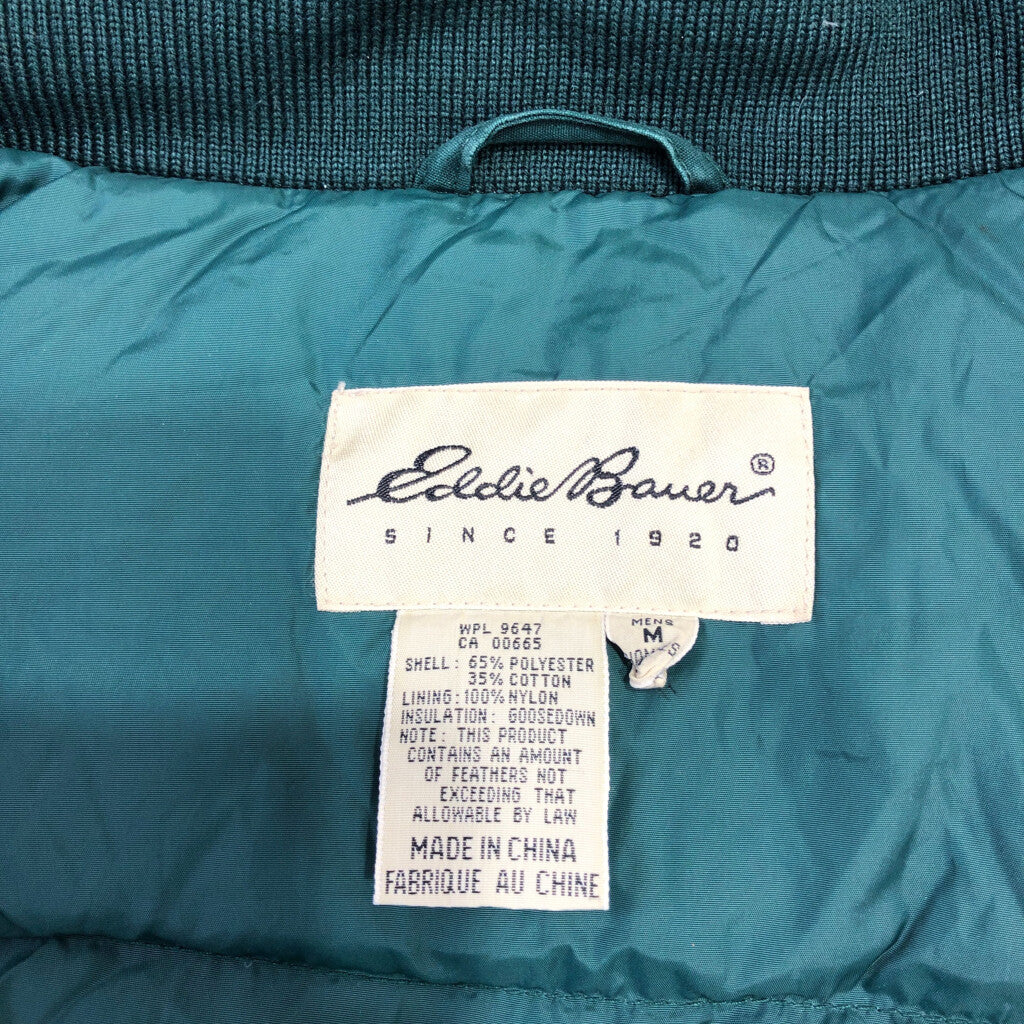 Eddie Bauer®
SINCE 1920
WPL 9647
CA 00665
SHELL: 65% POLYESTER
35% COTTON
LINING: 100% NYLON
INSULATION: GOOSEDOWN
NOTE: THIS PRODUCT
CONTAINS AN AMOUNT
OF FEATHERS NOT
EXCEEDING THAT
ALLOWABLE BY LAW
MADE IN CHINA
FABRIQUE AU CHINE
MENS
M